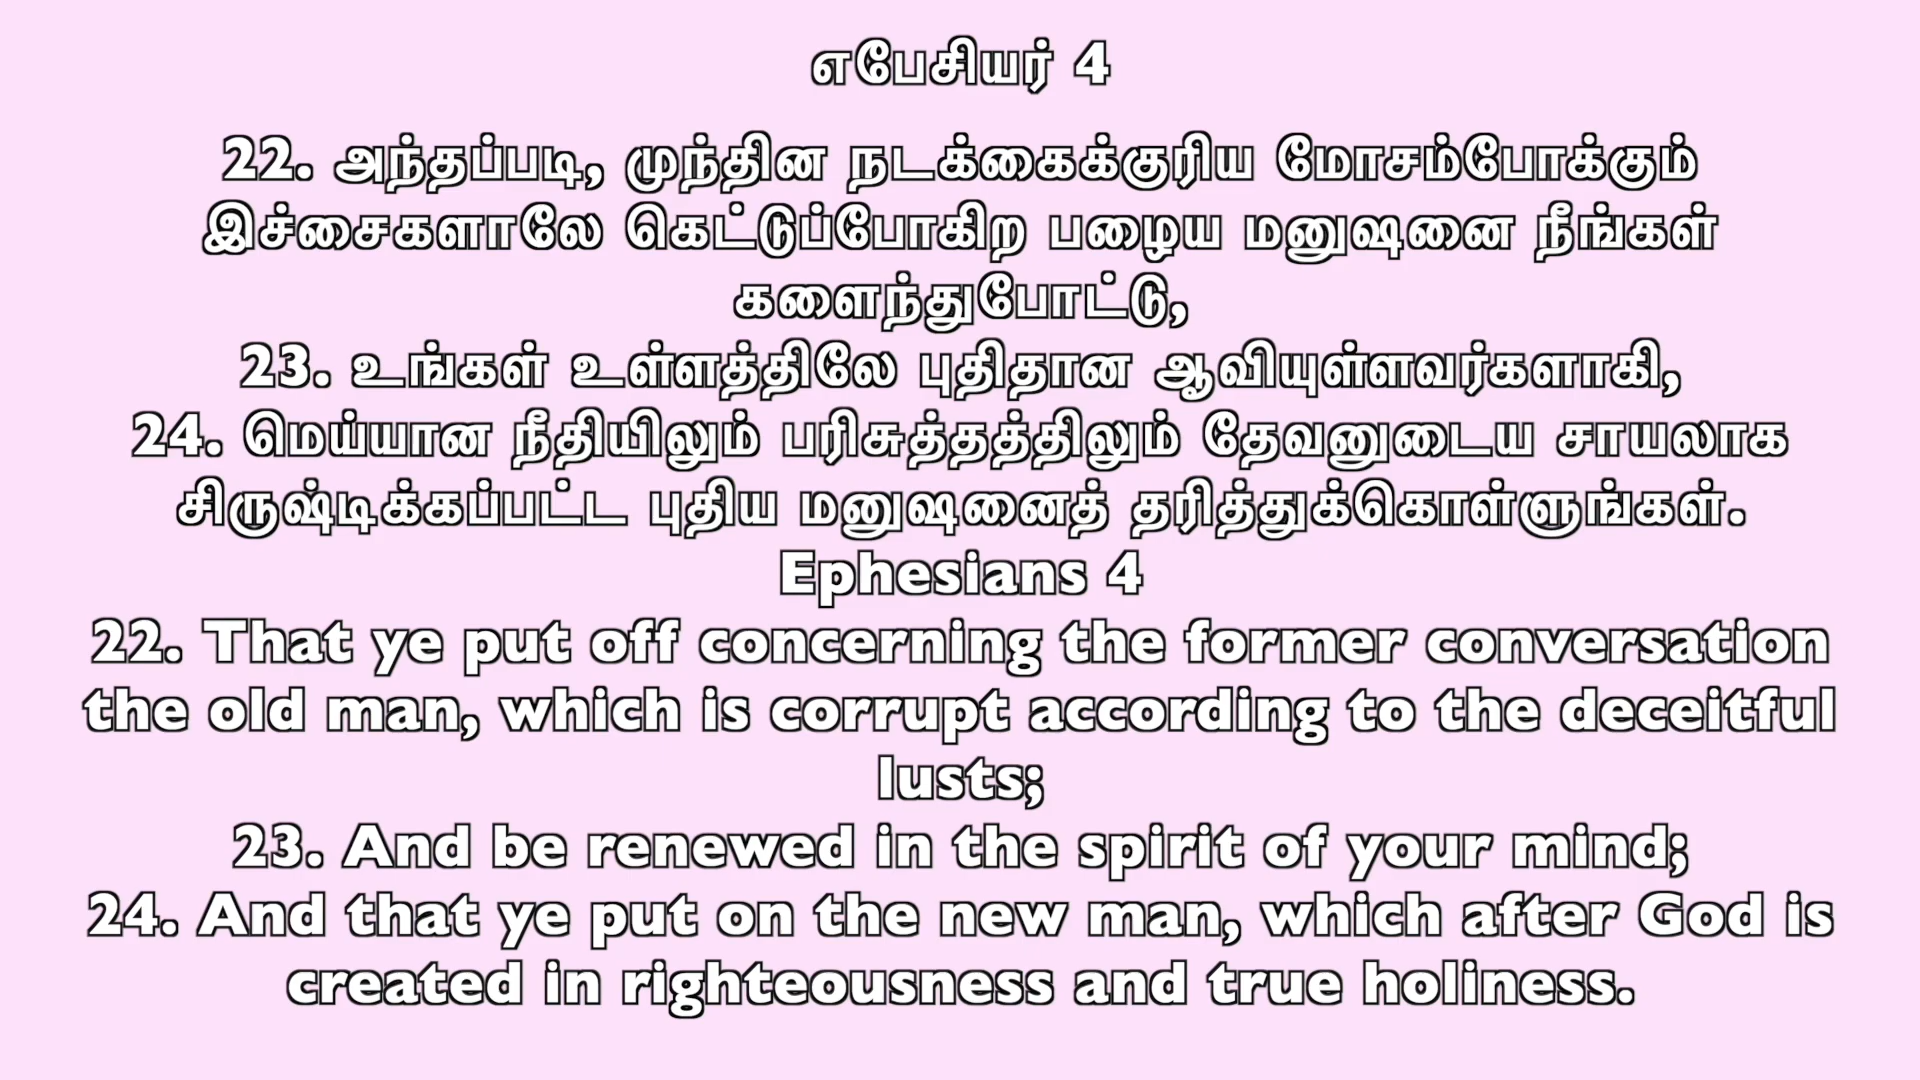 எபேசியர் 4
22. அந்தப்படி, முந்தின நடக்கைக்குரிய மோசம்போக்கும்
இச்சைகளாலே கெட்டுப்போகிற பழைய மனுஷனை நீங்கள்
களைந்துபோட்டு,
23. உங்கள் உள்ளத்திலே புதிதான ஆவியுள்ளவர்களாகி,
24. மெய்யான நீதியிலும் பரிசுத்தத்திலும் தேவனுடைய சாயலாக
சிருஷ்டிக்கப்பட்ட புதிய மனுஷனைத் தரித்துக்கொள்ளுங்கள்.
Ephesians 4
22. That ye put off concerning the former conversation
the old man, which is corrupt according to the deceitful
lusts;
23. And be renewed in the spirit of your mind;
24. And that ye put on the new man, which after God is
created in righteousness and true holiness.